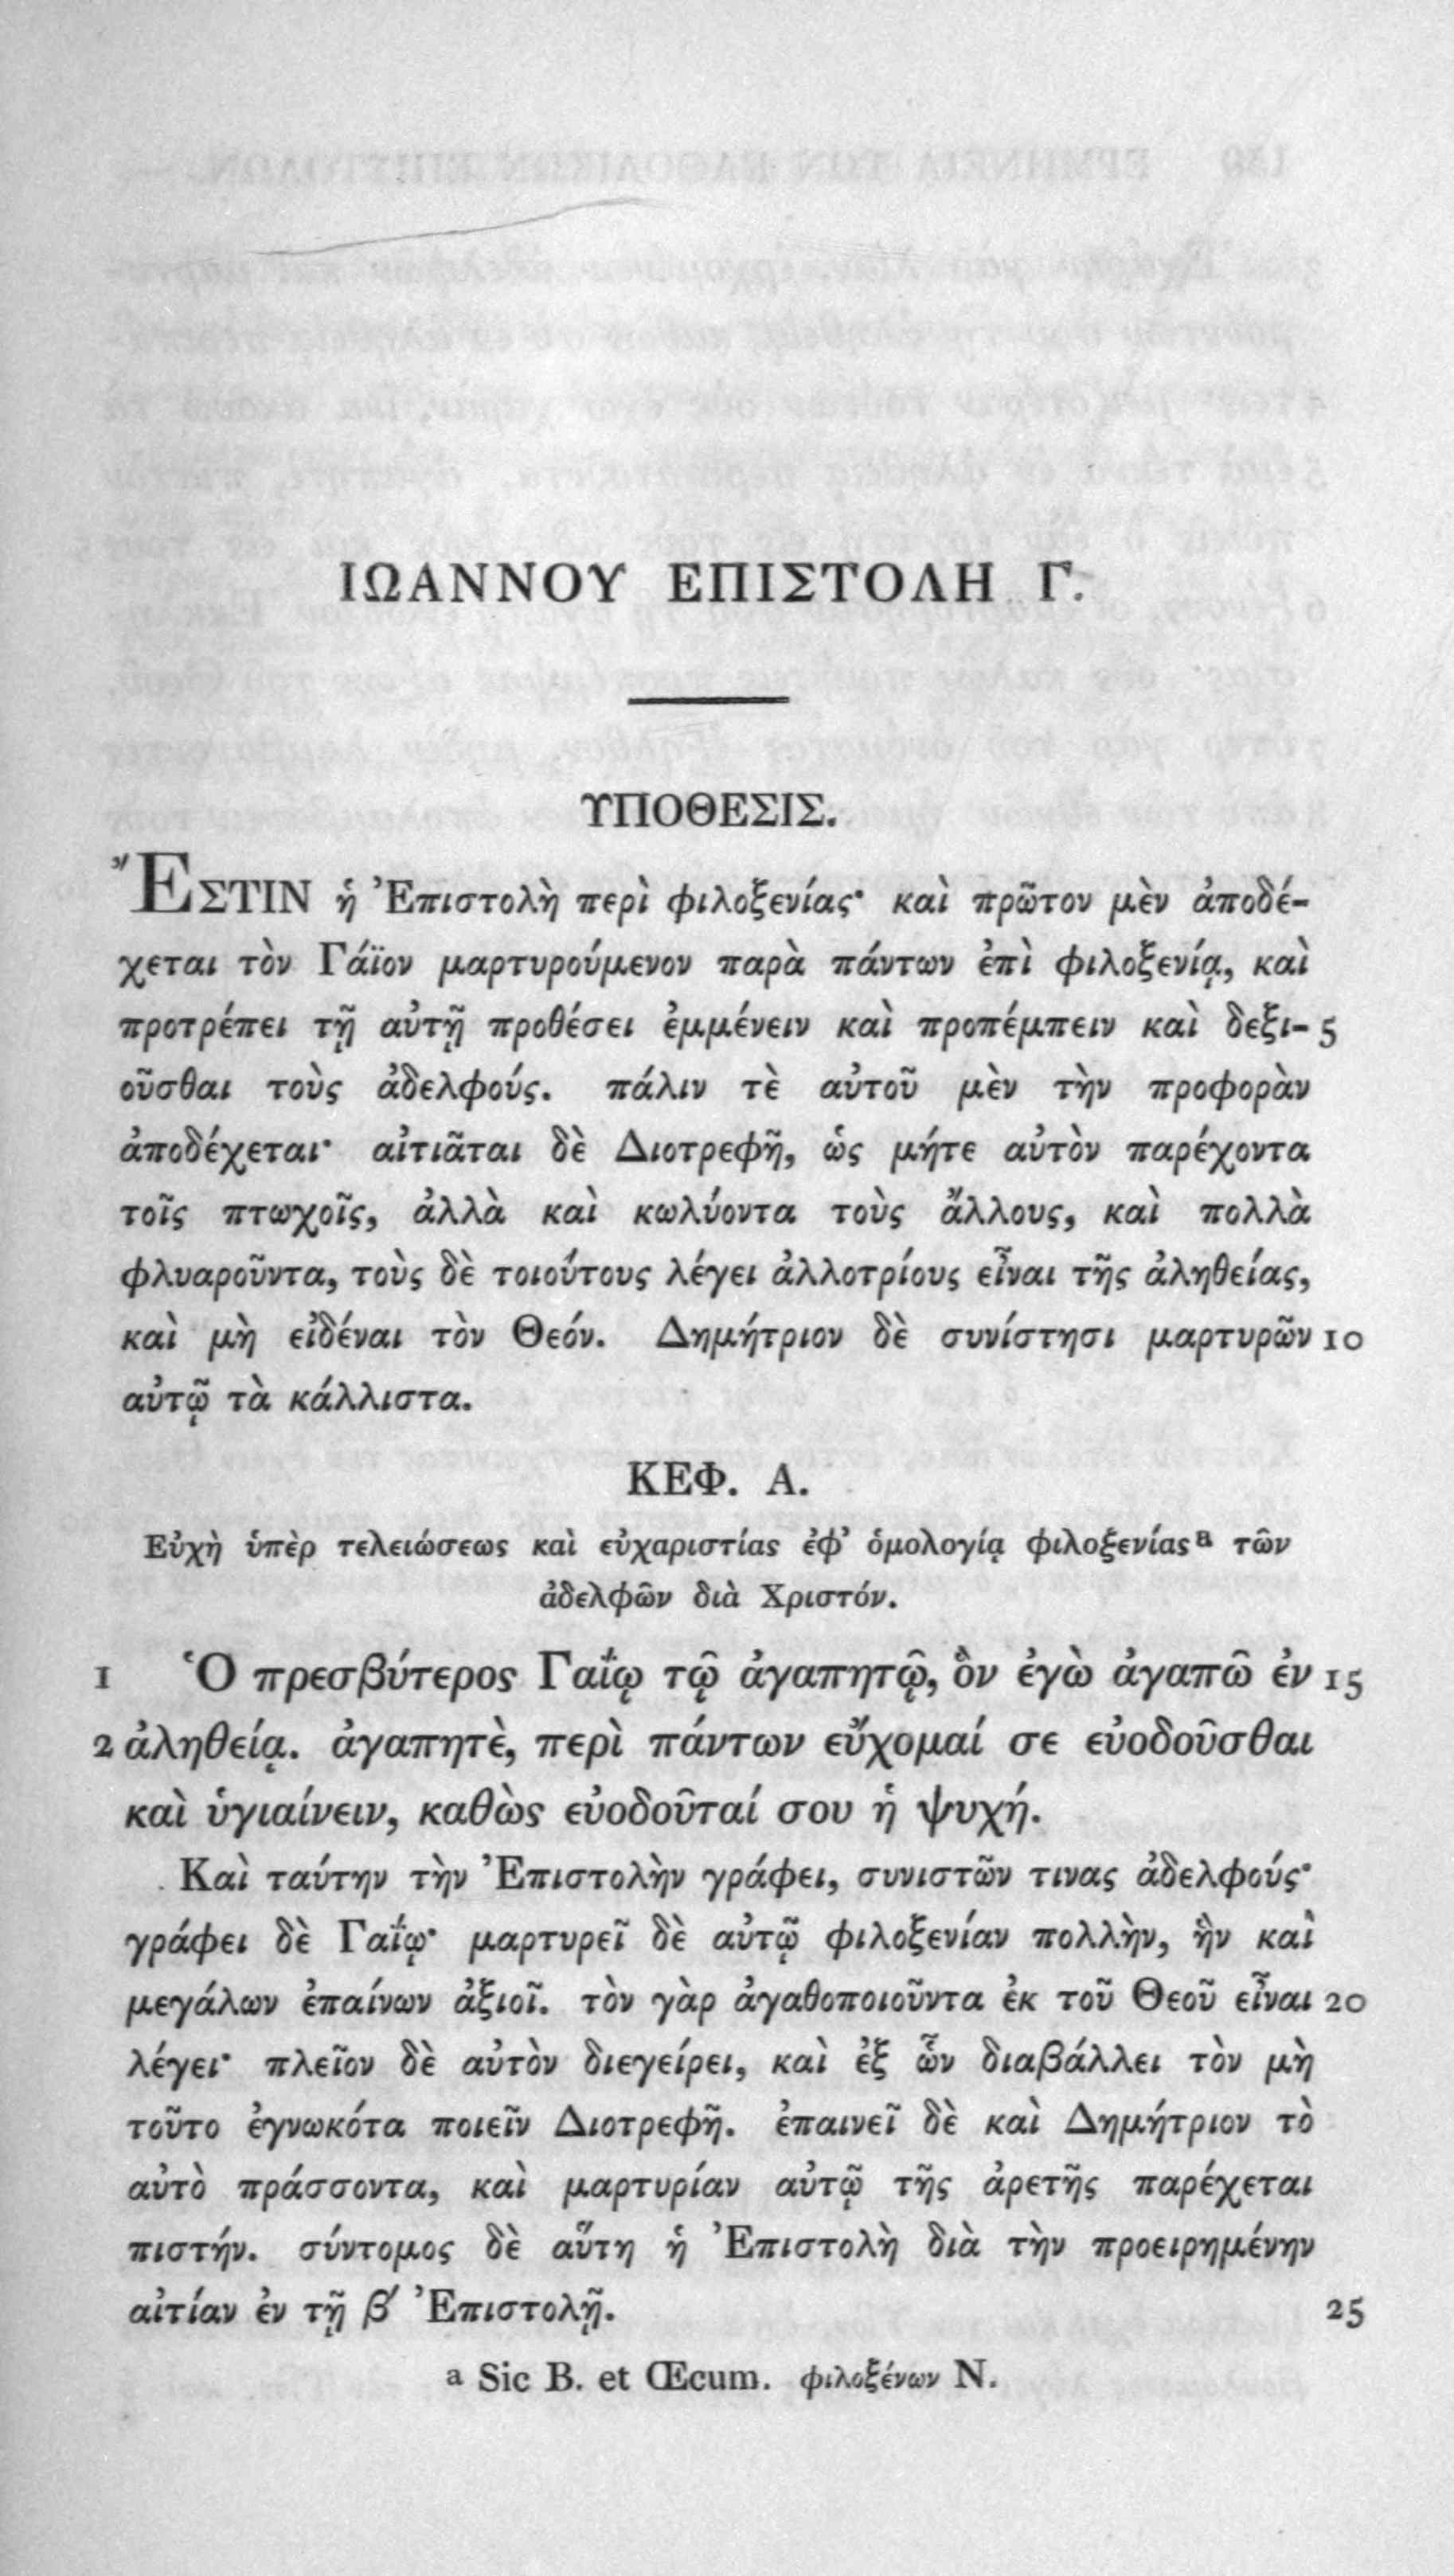 ΙΩΑΝΝΟΥ ΕΠΙΣΤΟΛΗ Γ.
ΥΠΟΘΕΣΙΣ.
ἜΣΤΙΝ ἡ Ἐπιστολὴ περὶ φιλοξενίας· καὶ πρῶτον μὲν ἀποδέ-
χεται τὸν Γάϊον μαρτυρούμενον παρὰ πάντων ἐπὶ φιλοξενίᾳ, καὶ
προτρέπει τῇ αὐτῇ προθέσει ἐμμένειν καὶ προπέμπειν καὶ δεξι- 5
οῦσθαι τοὺς ἀδελφούς. πάλιν τὲ αὐτοῦ μὲν τὴν προφορὰν
ἀποδέχεται· αἰτιᾶται δὲ Διοτρεφῆ, ὡς μήτε αὐτὸν παρέχοντα
τοῖς πτωχοῖς, ἀλλὰ καὶ κωλύοντα τοὺς ἄλλους, καὶ πολλὰ
φλυαροῦντα, τοὺς δὲ τοιούτους λέγει ἀλλοτρίους εἶναι τῆς ἀληθείας,
καὶ μὴ εἰδέναι τὸν Θεόν. Δημήτριον δὲ συνίστησι μαρτυρῶν 10
αὐτῷ τὰ κάλλιστα.
ΚΕΦ. Α.
Εὐχὴ ὑπὲρ τελειώσεως καὶ εὐχαριστίας ἐφ’ ὁμολογίᾳ φιλοξενίας a τῶν
ἀδελφῶν διὰ Χριστόν.
1 Ὁ πρεσβύτερος Γαΐῳ τῷ ἀγαπητῷ, ὃν ἐγὼ ἀγαπῶ ἐν 15
2 ἀληθείᾳ. ἀγαπητὲ, περὶ πάντων εὔχομαί σε εὐοδοῦσθαι
καὶ ὑγιαίνειν, καθὼς εὐοδοῦταί σου ἡ ψυχή.
Καὶ ταύτην τὴν Ἐπιστολὴν γράφει, συνιστῶν τινας ἀδελφούς·
γράφει δὲ Γαΐῳ· μαρτυρεῖ δὲ αὐτῷ φιλοξενίαν πολλὴν, ἣν καὶ
μεγάλων ἐπαίνων ἀξιοῖ. τὸν γὰρ ἀγαθοποιοῦντα ἐκ τοῦ Θεοῦ εἶναι 20
λέγει· πλεῖον δὲ αὐτὸν διεγείρει, καὶ ἐξ ὧν διαβάλλει τὸν μὴ
τοῦτο ἐγνωκότα ποιεῖν Διοτρεφῆ. ἐπαινεῖ δὲ καὶ Δημήτριον τὸ
αὐτὸ πράσσοντα, καὶ μαρτυρίαν αὐτῷ τῆς ἀρετῆς παρέχεται
πιστήν. σύντομος δὲ αὕτη ἡ Ἐπιστολὴ διὰ τὴν προειρημένην
αἰτίαν ἐν τῇ β΄ Ἐπιστολῇ. 25
a Sic B. et Œcum. φιλοξένων N.